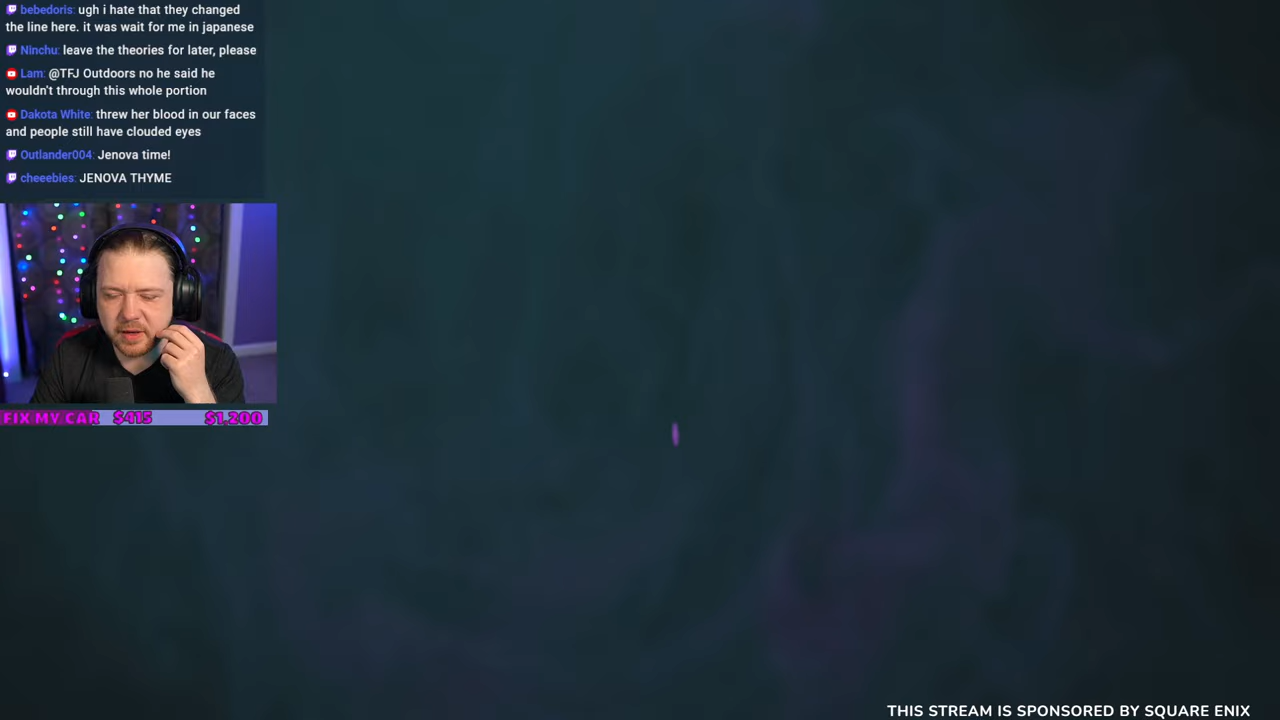 bebedoris: ugh i hate that they changed
the line here. it was wait for me in japanese
Ninchu: leave the theories for later, please
Lam: @TFJ Outdoors no he said he
wouldn't through this whole portion
Dakota White: threw her blood in our faces
and people still have clouded eyes
Outlander004: Jenova time!
cheeebies: JENOVA THYME
FIX MY CAR $415 $1,200
THIS STREAM IS SPONSORED BY SQUARE ENIX